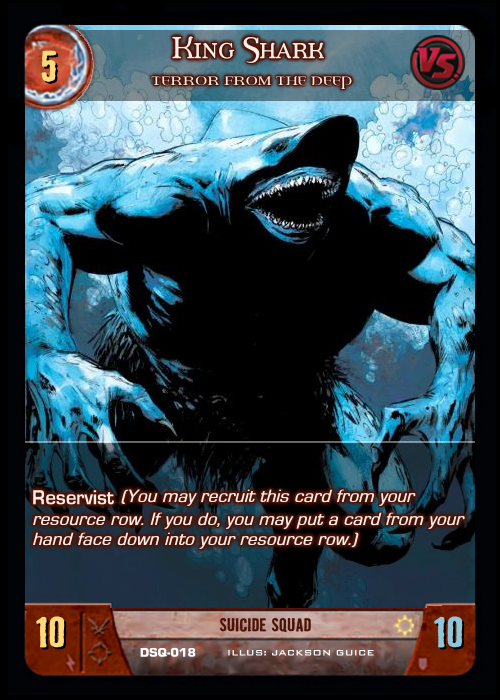 5
King Shark
TERROR FROM THE DEEP
VS.
Reservist (You may recruit this card from your
resource row. If you do, you may put a card from your
hand face down into your resource row.)
10
SUICIDE SQUAD
10
DSQ-018 ILLUS: JACKSON GUICE